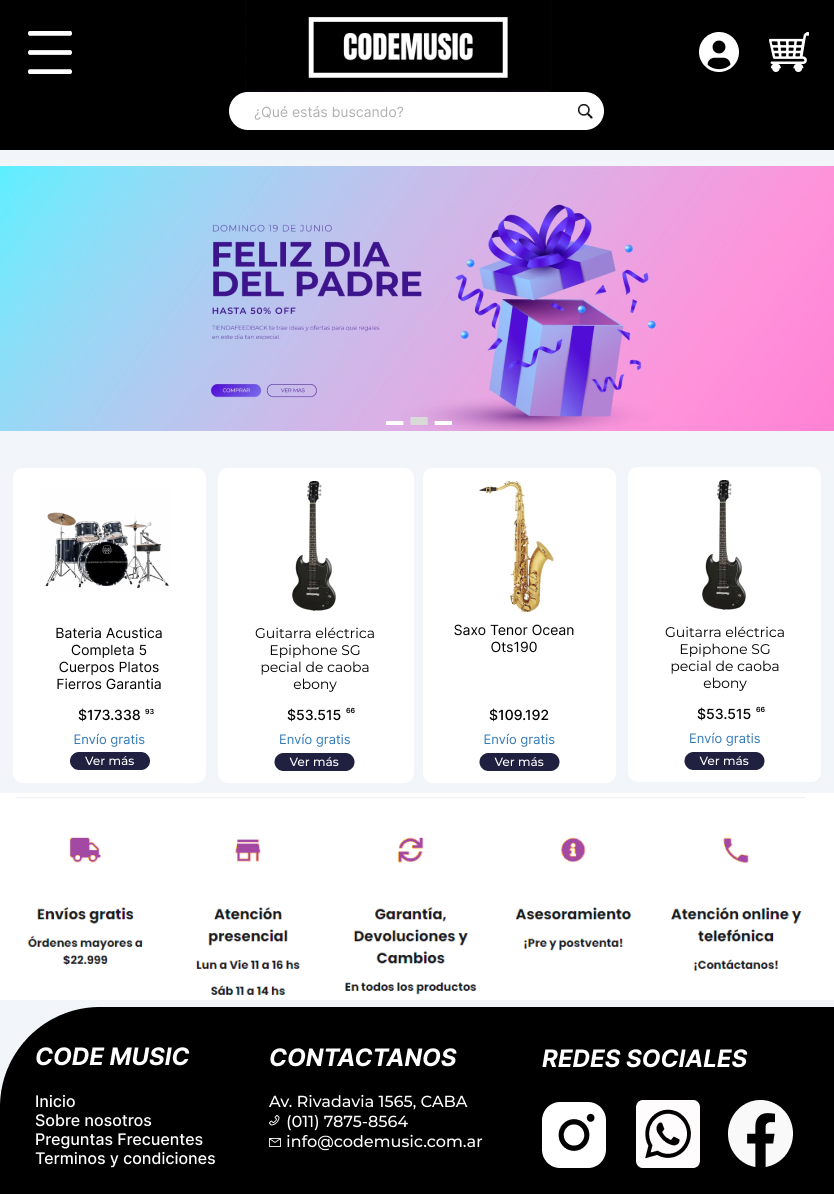 CODEMUSIC
¿Qué estás buscando?
DOMINGO 19 DE JUNIO
FELIZ DIA
DEL PADRE
HASTA 50% OFF
TIENDAFEEDBACK te trae ideas y ofertas para que regales
en este día tan especial.
COMPRAR
VER MAS
Bateria Acustica
Completa 5
Cuerpos Platos
Fierros Garantia
$173.338 93
Envío gratis
Ver más
Guitarra eléctrica
Epiphone SG
pecial de caoba
ebony
$53.515 66
Envío gratis
Ver más
Saxo Tenor Ocean
Ots190
$109.192
Envío gratis
Ver más
Guitarra eléctrica
Epiphone SG
pecial de caoba
ebony
$53.515 66
Envío gratis
Ver más
Envíos gratis
Órdenes mayores a
$22.999
Atención
presencial
Lun a Vie 11 a 16 hs
Sáb 11 a 14 hs
Garantía,
Devoluciones y
Cambios
En todos los productos
Asesoramiento
¡Pre y postventa!
Atención online y
telefónica
¡Contáctanos!
CODE MUSIC
Inicio
Sobre nosotros
Preguntas Frecuentes
Terminos y condiciones
CONTACTANOS
Av. Rivadavia 1565, CABA
(011) 7875-8564
info@codemusic.com.ar
REDES SOCIALES